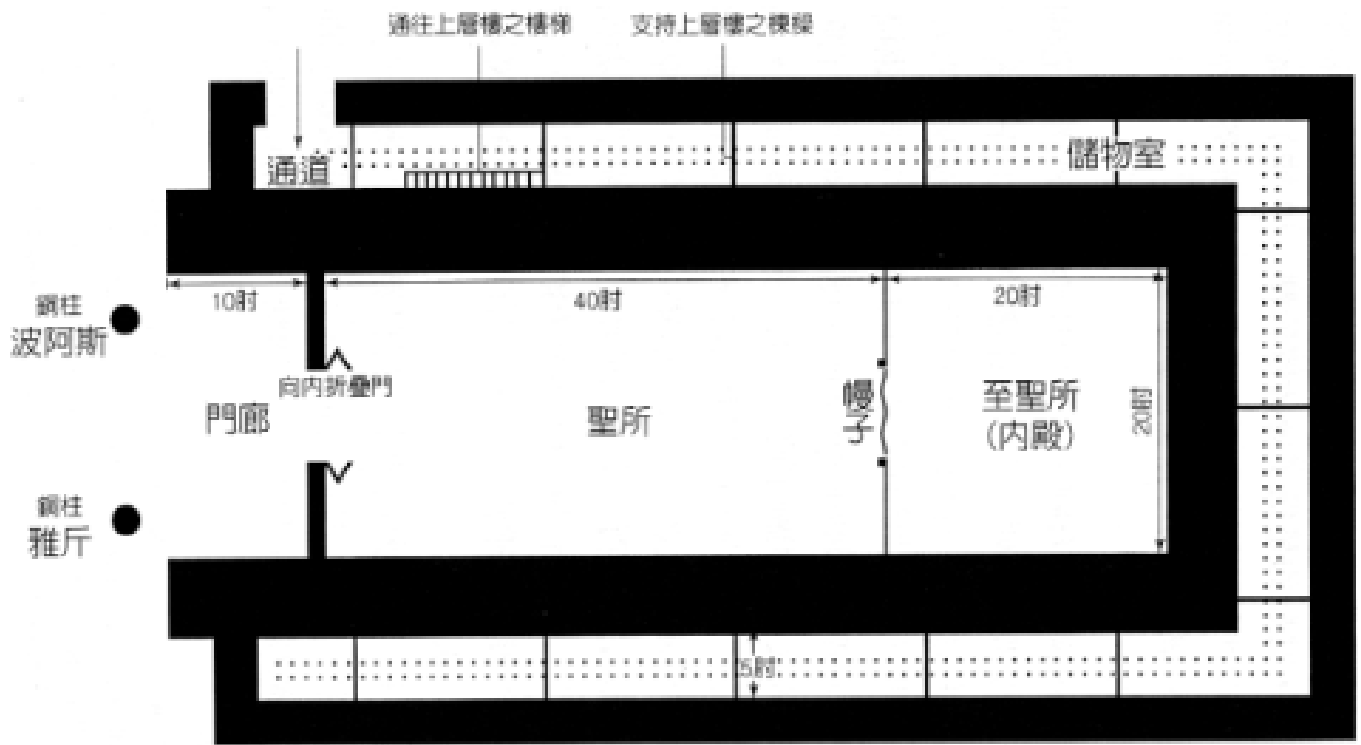 通往上層樓之樓梯
支持上層樓之棟樑
通道
儲物室
10肘
40肘
20肘
銅柱
波阿斯
向内折疊門
門廊
聖所
幔子
至聖所
(内殿)
20肘
銅柱
雅斤
5肘